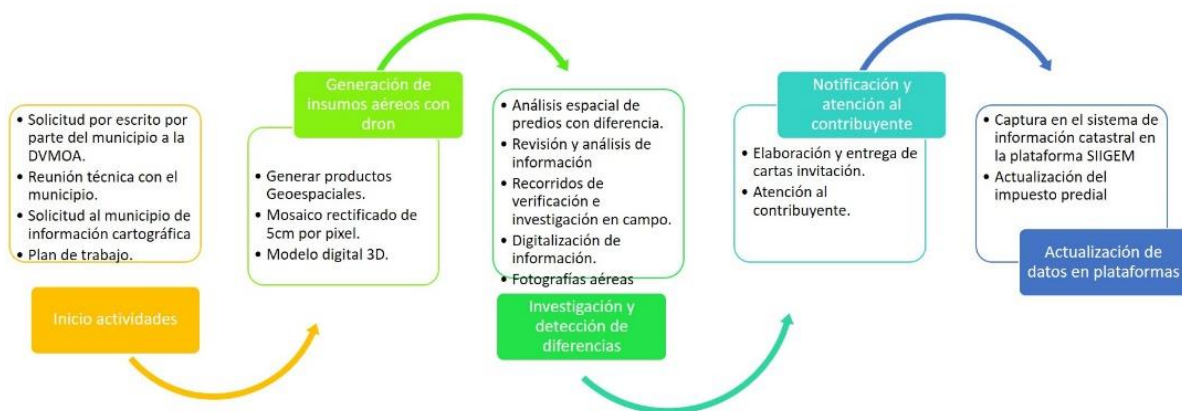 • Solicitud por escrito por
parte del municipio a la
DVMOA.
• Reunión técnica con el
municipio.
• Solicitud al municipio de
información cartográfica
• Plan de trabajo.
Inicio actividades
Generación de
insumos aéreos con
dron
• Generar productos
Geoespaciales.
• Mosaico rectificado de
5cm por pixel.
• Modelo digital 3D.
• Análisis espacial de
predios con diferencia.
• Revisión y análisis de
información
• Recorridos de
verificación e
investigación en campo.
• Digitalización de
información.
• Fotografías aéreas
Investigación y
detección de
diferencias
Notificación y
atención al
contribuyente
• Elaboración y entrega de
cartas invitación.
• Atención al
contribuyente.
• Captura en el sistema de
información catastral en
la plataforma SIIGEM
• Actualización del
impuesto predial
Actualización de
datos en plataformas